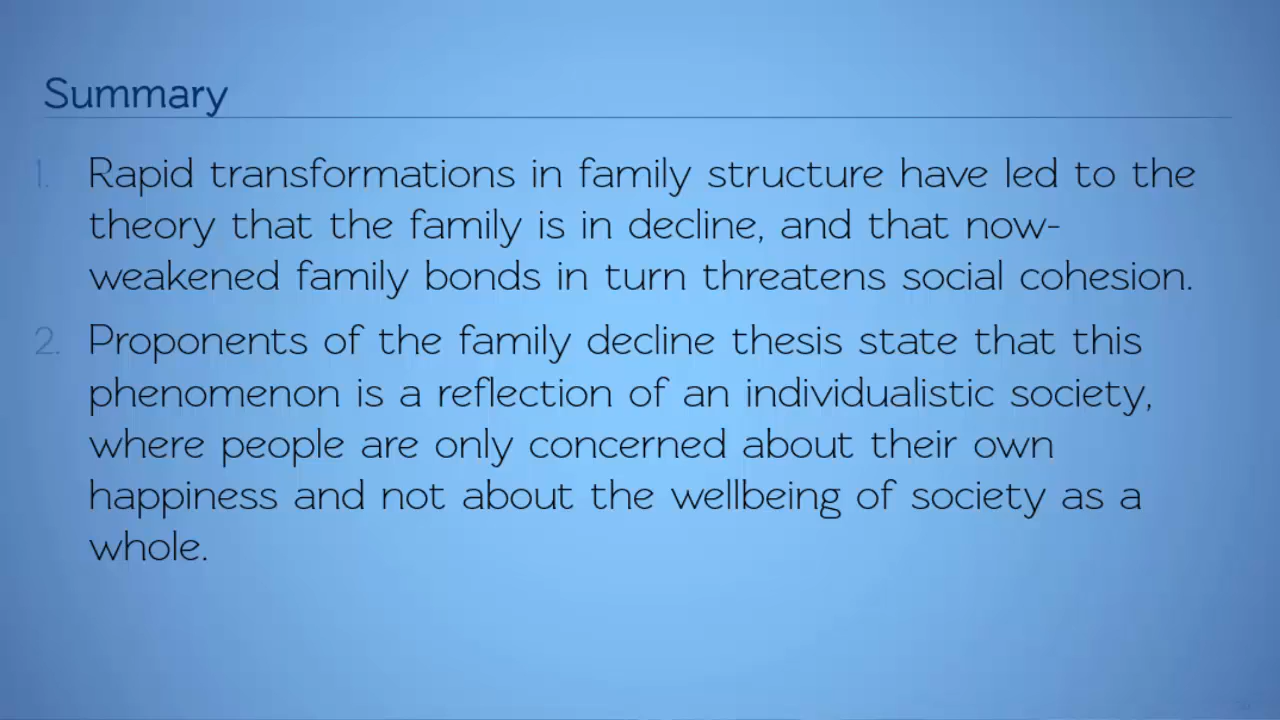 Summary
1. Rapid transformations in family structure have led to the
theory that the family is in decline, and that now-
weakened family bonds in turn threatens social cohesion.
2. Proponents of the family decline thesis state that this
phenomenon is a reflection of an individualistic society,
where people are only concerned about their own
happiness and not about the wellbeing of society as a
whole.